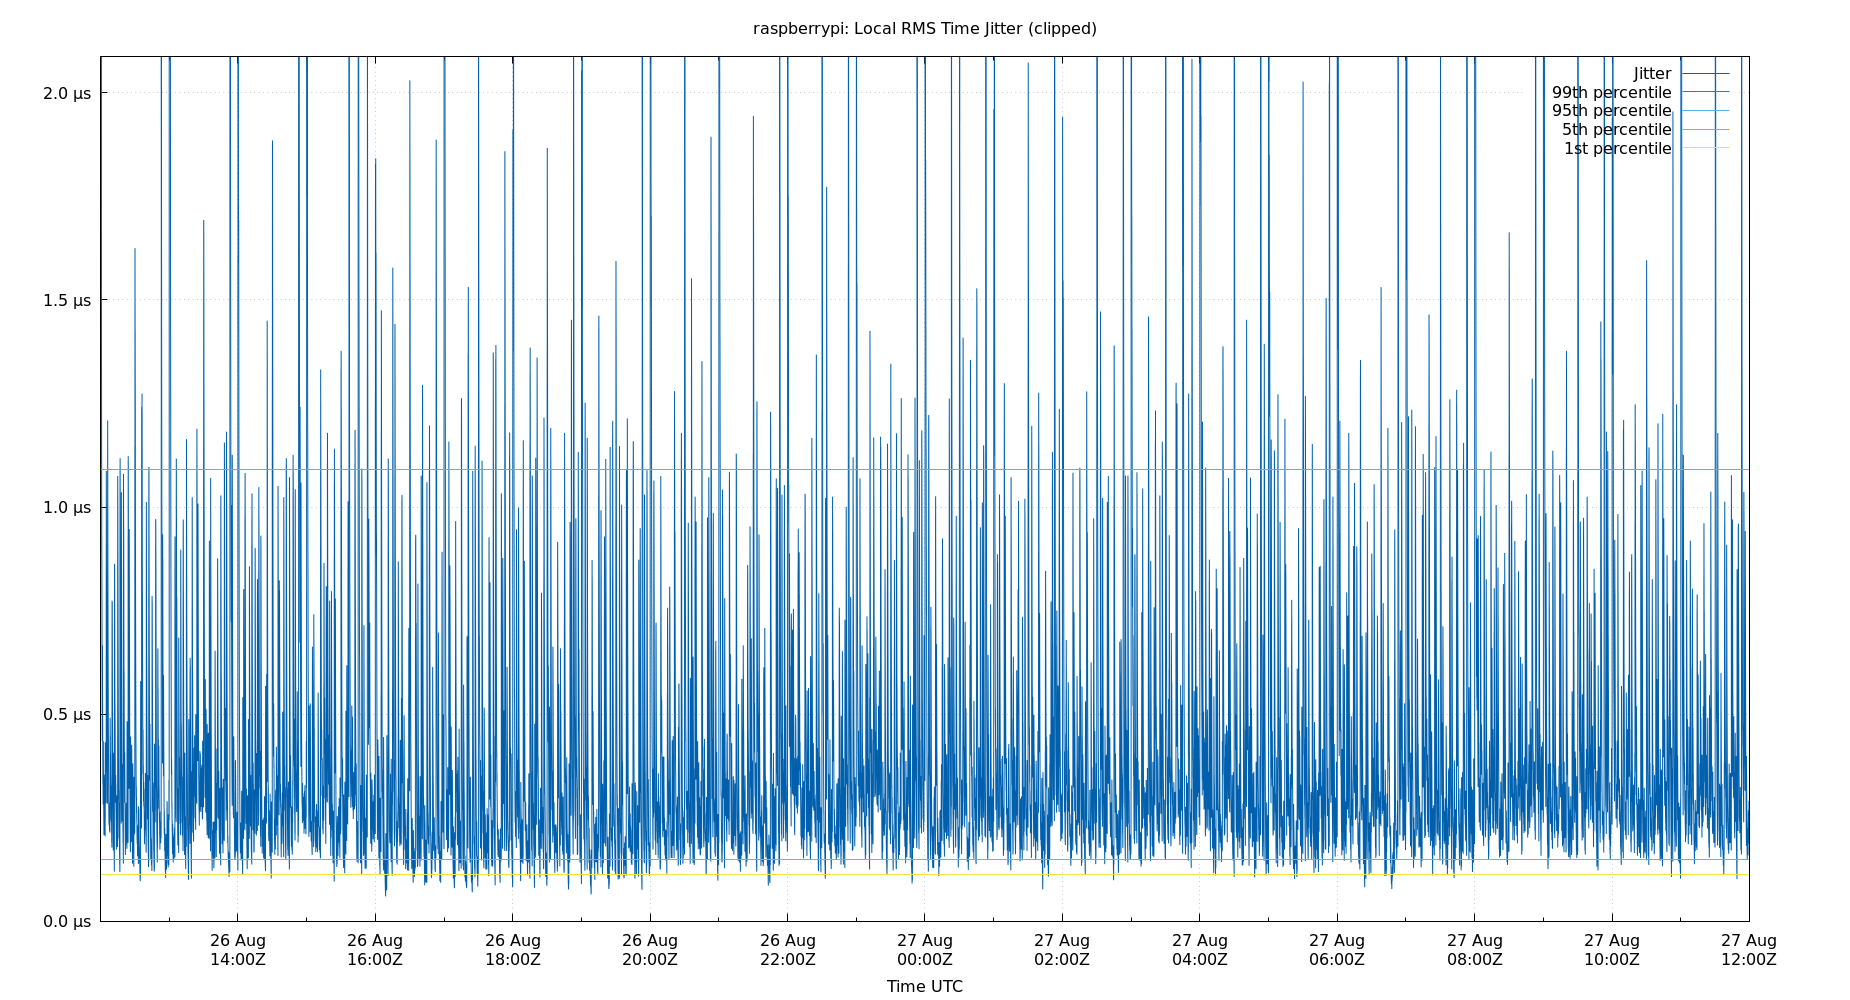 raspberrypi: Local RMS Time Jitter (clipped)
Jitter
99th percentile
95th percentile
5th percentile
1st percentile
2.0 µs
1.5 µs
1.0 µs
0.5 µs
0.0 µs
26 Aug 26 Aug 26 Aug 26 Aug 26 Aug 27 Aug 27 Aug 27 Aug 27 Aug 27 Aug 27 Aug 27 Aug
14:00Z 16:00Z 18:00Z 20:00Z 22:00Z 00:00Z 02:00Z 04:00Z 06:00Z 08:00Z 10:00Z 12:00Z
Time UTC